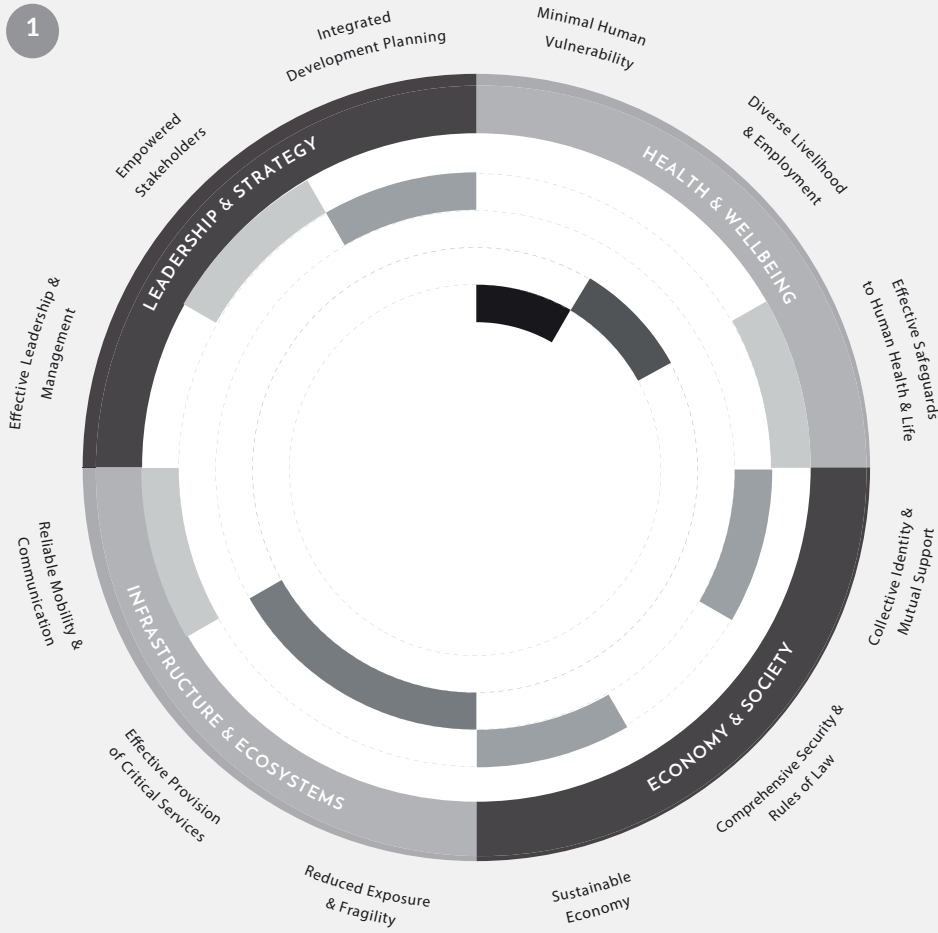 1
Integrated
Development Planning
Minimal Human
Vulnerability
Diverse Livelihood
& Employment
Effective Safeguards
to Human Health & Life
Collective Identity &
Mutual Support
Comprehensive Security &
Rules of Law
Sustainable
Economy
Reduced Exposure
& Fragility
Effective Provision
of Critical Services
Reliable Mobility &
Communication
Effective Leadership &
Management
Empowered
Stakeholders
LEADERSHIP & STRATEGY
HEALTH & WELLBEING
ECONOMY & SOCIETY
INFRASTRUCTURE & ECOSYSTEMS